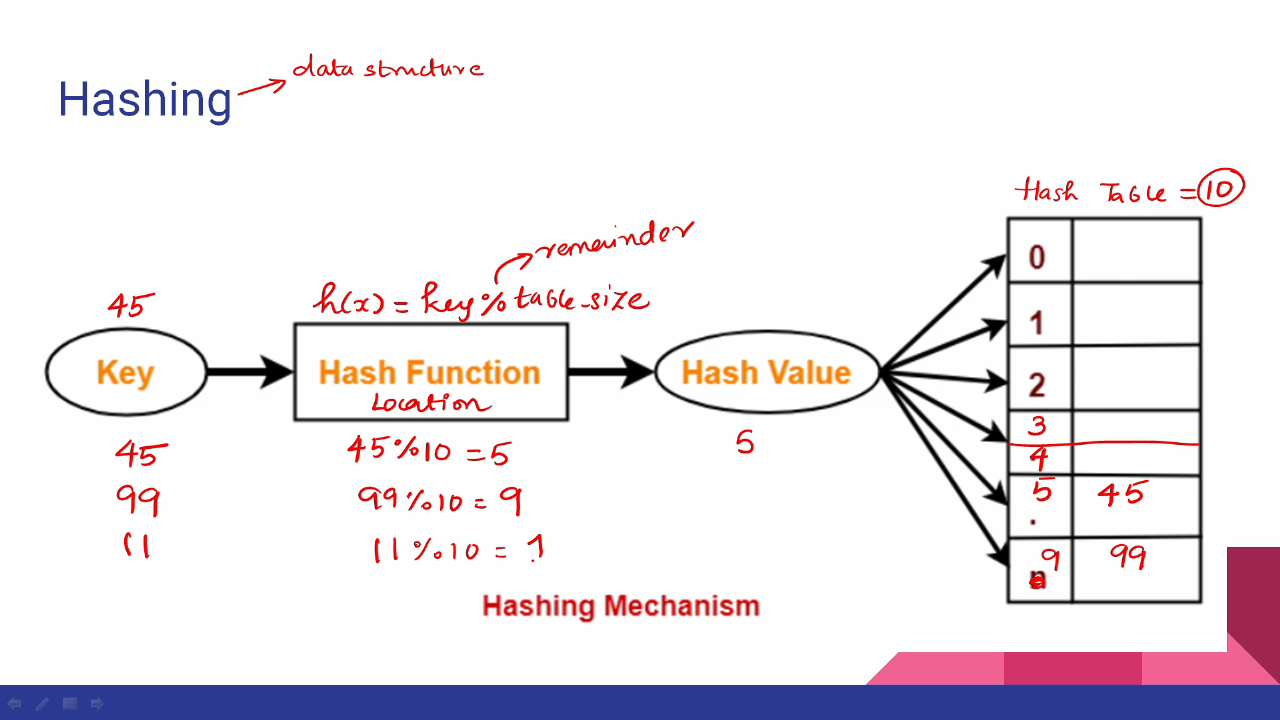 data structure
Hashing
Hash Table = 10
remainder
h(x) = key % table-size
45
Key
Hash Function
Location
Hash Value
0
1
2
3
4
5 45
.
9 99
n
45 45%10 = 5 5
99 99%10 = 9
11 11%10 = ?
Hashing Mechanism